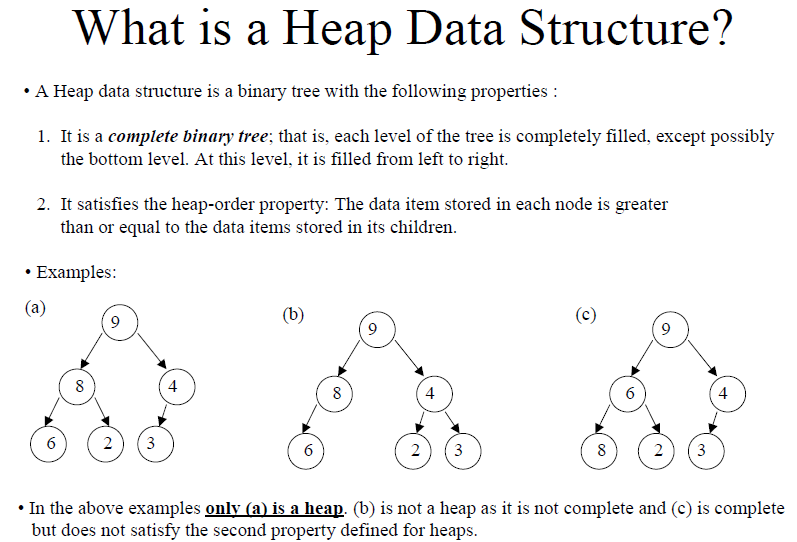 What is a Heap Data Structure?
• A Heap data structure is a binary tree with the following properties :
1. It is a complete binary tree; that is, each level of the tree is completely filled, except possibly
the bottom level. At this level, it is filled from left to right.
2. It satisfies the heap-order property: The data item stored in each node is greater
than or equal to the data items stored in its children.
• Examples:
(a) (b) (c)
9 9 9
8 4 8 4 6 4
6 2 3 6 2 3 8 2 3
• In the above examples only (a) is a heap. (b) is not a heap as it is not complete and (c) is complete
but does not satisfy the second property defined for heaps.